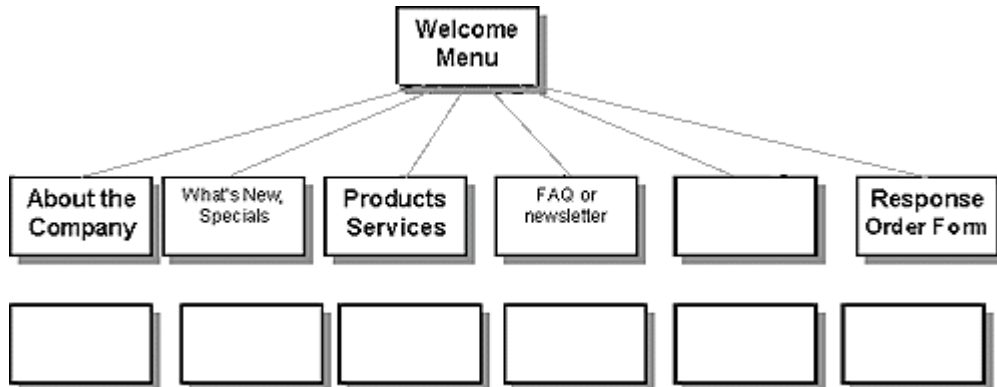 Welcome
Menu
About the
Company
What's New,
Specials
Products
Services
FAQ or
newsletter
Response
Order Form